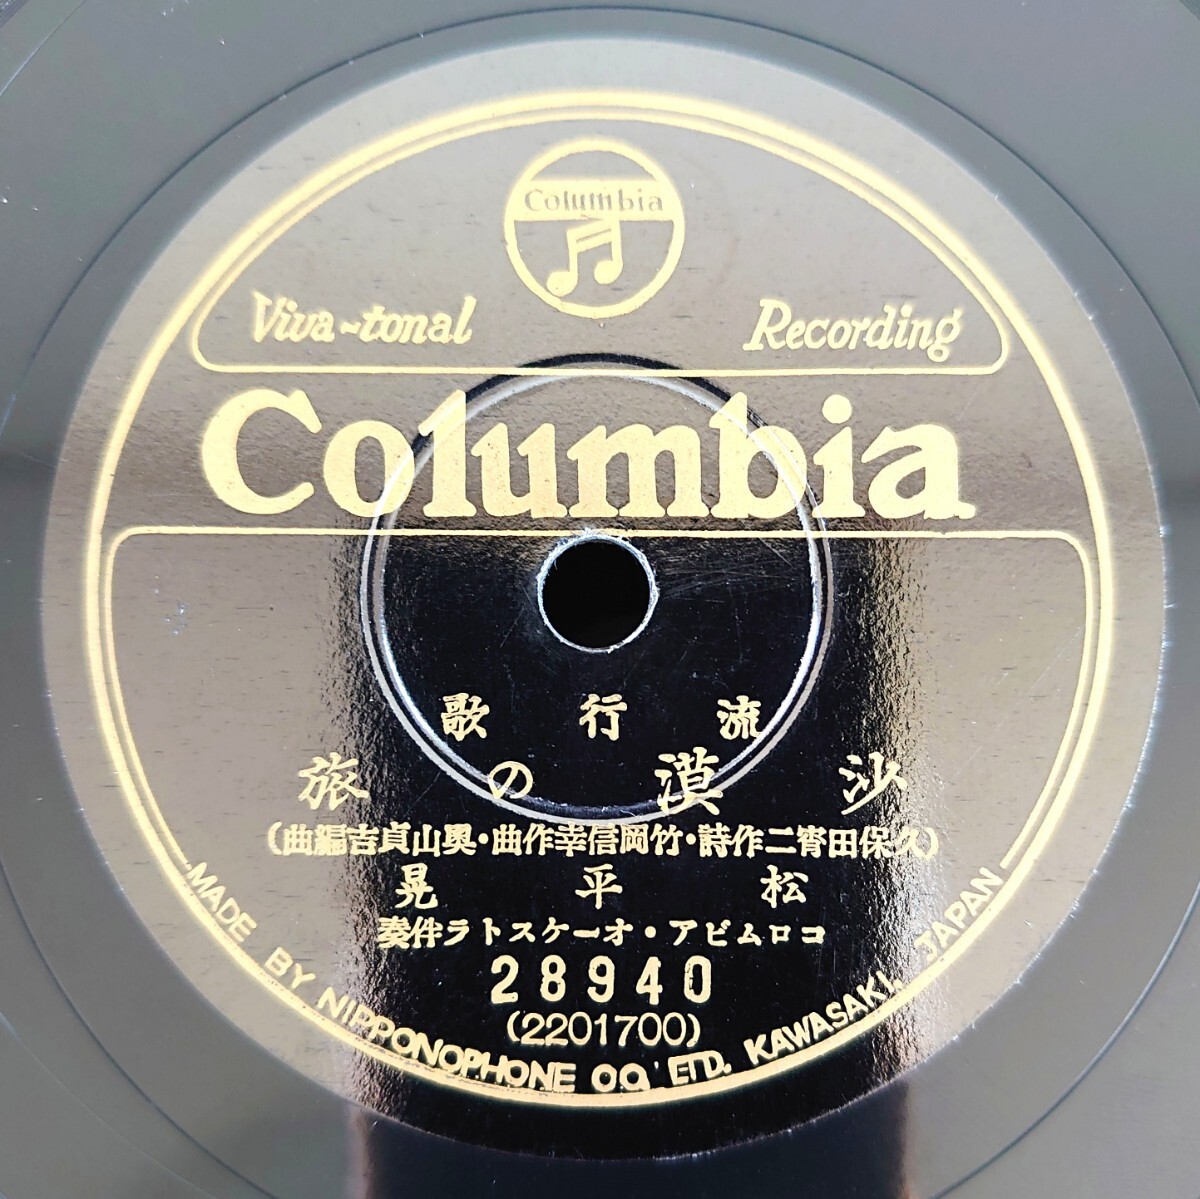 Columbia
Viva-tonal Recording
Columbia
流行歌
沙漠の旅
(久保田宵二作詩・竹岡信幸作曲・奥山貞吉編曲)
松平晃
コロムビア・オーケストラ伴奏
28940
(2201700)
MADE BY NIPPONOPHONE CO., LTD. KAWASAKI, JAPAN